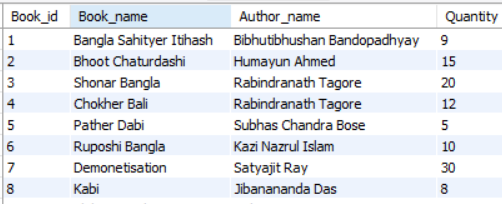 Book_id Book_name Author_name Quantity
1 Bangla Sahityer Itihash Bibhutibhushan Bandopadhyay 9
2 Bhoot Chaturdashi Humayun Ahmed 15
3 Shonar Bangla Rabindranath Tagore 20
4 Chokher Bali Rabindranath Tagore 12
5 Pather Dabi Subhas Chandra Bose 5
6 Ruposhi Bangla Kazi Nazrul Islam 10
7 Demonetisation Satyajit Ray 30
8 Kabi Jibanananda Das 8